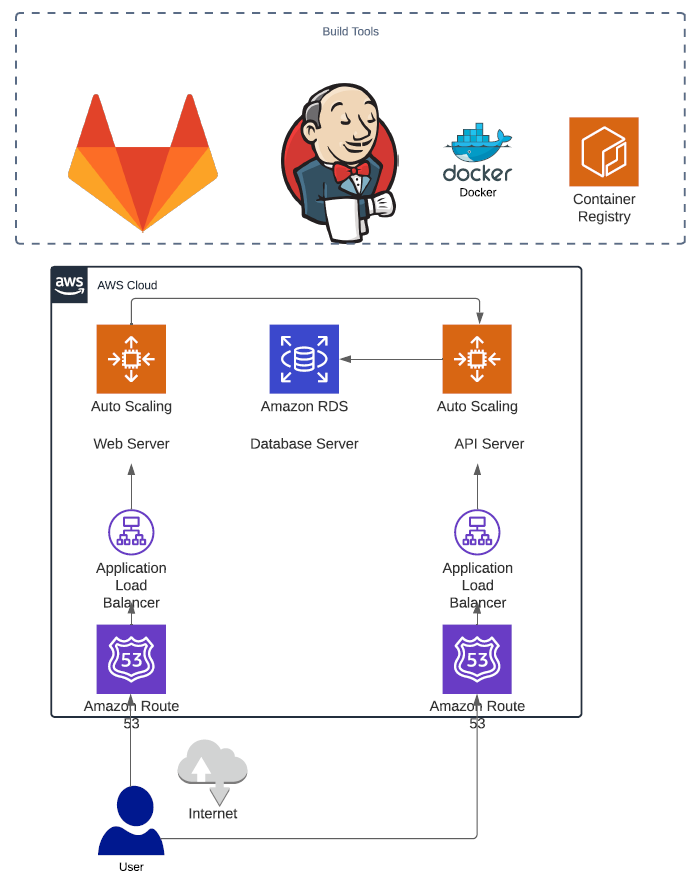 Build Tools
docker
Docker
Container
Registry
aws
AWS Cloud
Auto Scaling
Amazon RDS
Auto Scaling
Web Server
Database Server
API Server
Application
Load
Balancer
Application
Load
Balancer
53
53
Amazon Route
53
Amazon Route
53
Internet
User